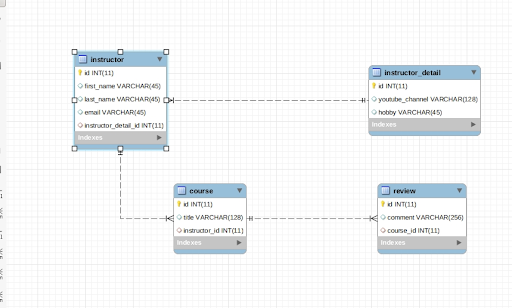 instructor
id INT(11)
first_name VARCHAR(45)
last_name VARCHAR(45)
email VARCHAR(45)
instructor_detail_id INT(11)
Indexes
instructor_detail
id INT(11)
youtube_channel VARCHAR(128)
hobby VARCHAR(45)
Indexes
course
id INT(11)
title VARCHAR(128)
instructor_id INT(11)
Indexes
review
id INT(11)
comment VARCHAR(256)
course_id INT(11)
Indexes